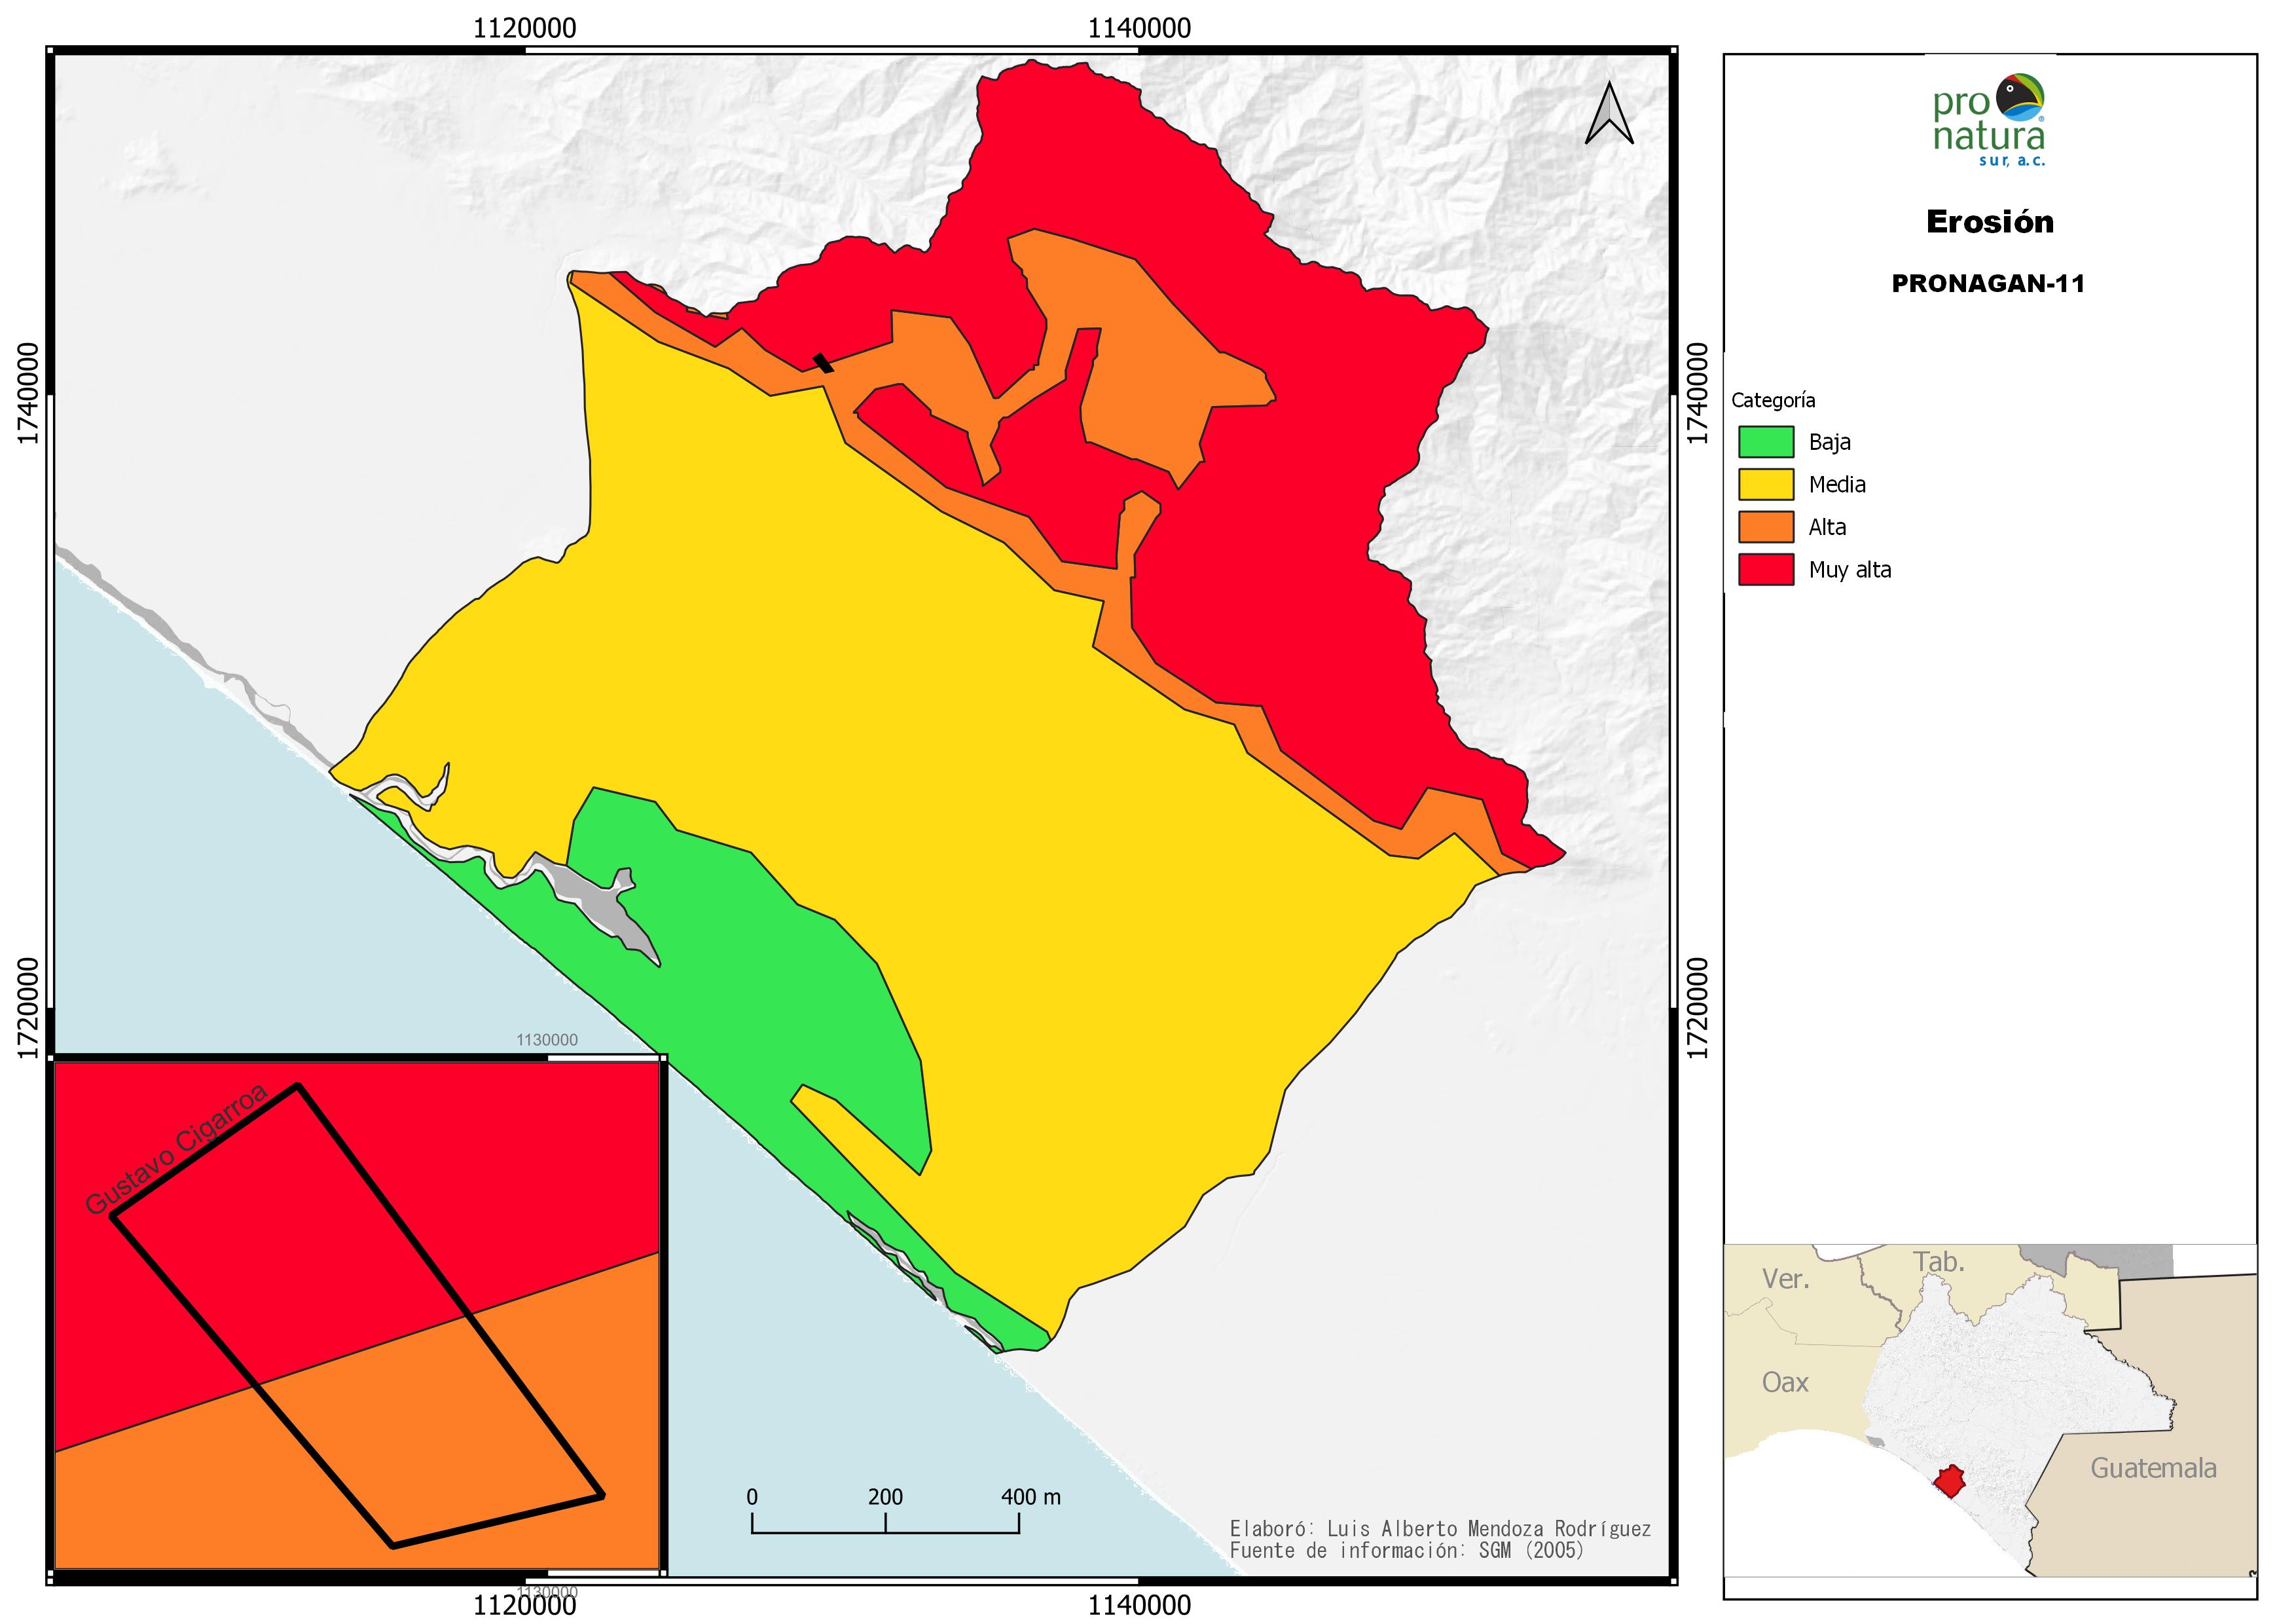 1120000
1140000
1740000
1740000
1720000
1720000
1130000
Gustavo Cigarroa
1130000
1120000
1140000
0 200 400 m
Elaboró: Luis Alberto Mendoza Rodríguez
Fuente de información: SGM (2005)
pro
natura
sur, a.c.
Erosión
PRONAGAN-11
Categoría
Baja
Media
Alta
Muy alta
Ver.
Tab.
Oax
Guatemala